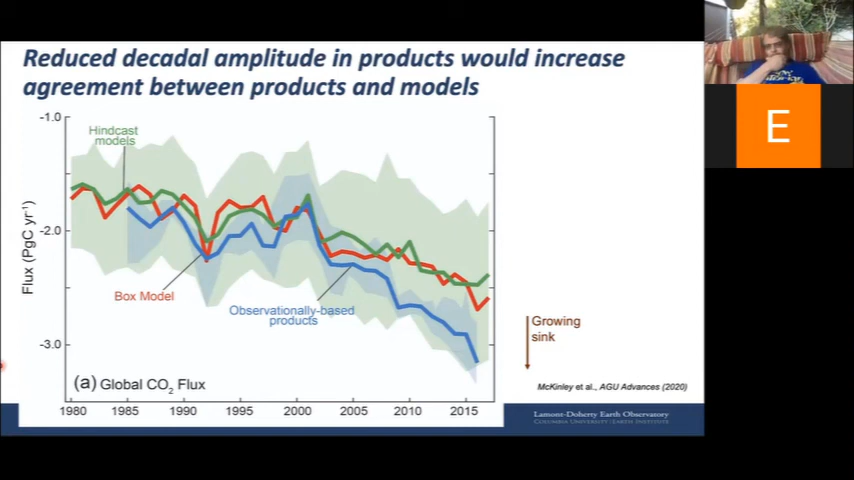 Reduced decadal amplitude in products would increase
agreement between products and models
E
-1.0
Hindcast
models
-2.0
Flux (PgC yr⁻¹)
Box Model
Observationally-based
products
Growing
sink
-3.0
(a) Global CO₂ Flux
McKinley et al., AGU Advances (2020)
1980 1985 1990 1995 2000 2005 2010 2015
Lamont-Doherty Earth Observatory
Columbia University | Earth Institute